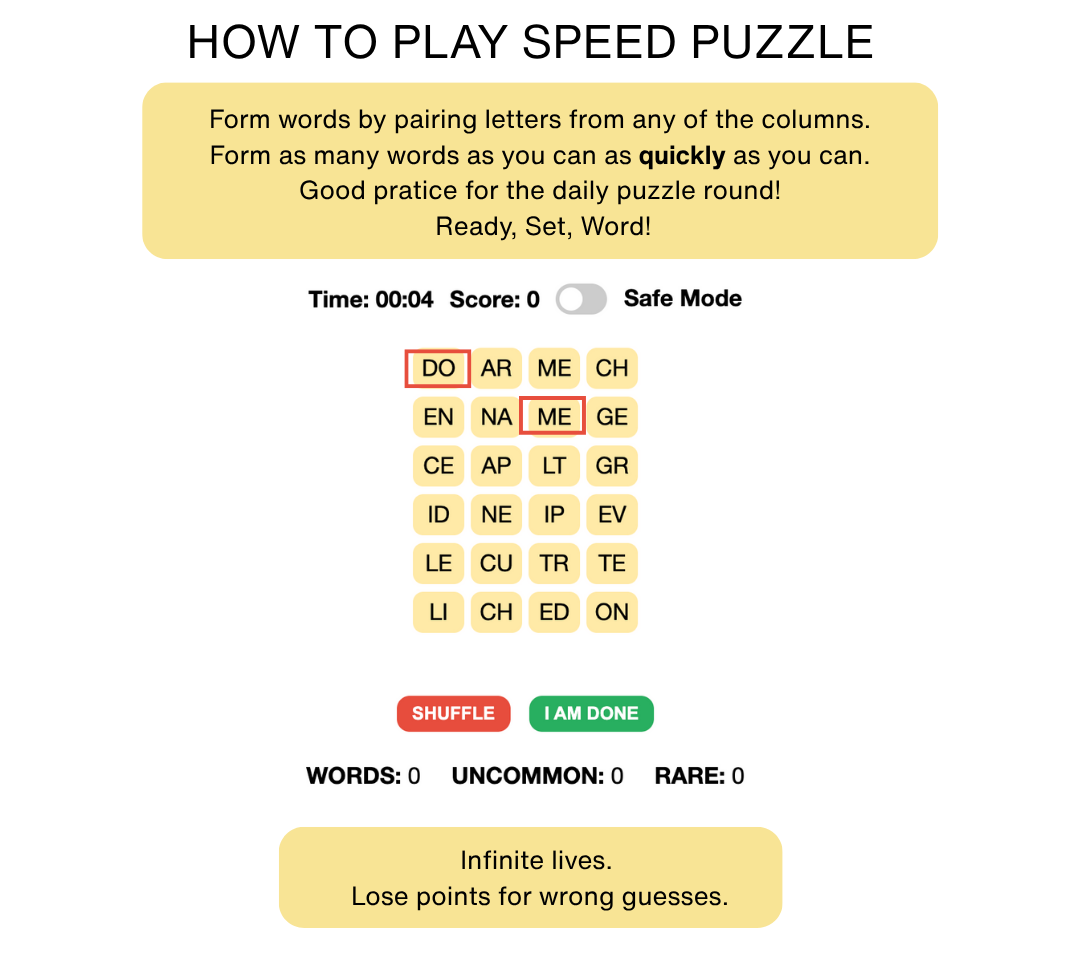 HOW TO PLAY SPEED PUZZLE
Form words by pairing letters from any of the columns.
Form as many words as you can as quickly as you can.
Good pratice for the daily puzzle round!
Ready, Set, Word!
Time: 00:04 Score: 0 Safe Mode
DO AR ME CH
EN NA ME GE
CE AP LT GR
ID NE IP EV
LE CU TR TE
LI CH ED ON
SHUFFLE I AM DONE
WORDS: 0 UNCOMMON: 0 RARE: 0
Infinite lives.
Lose points for wrong guesses.